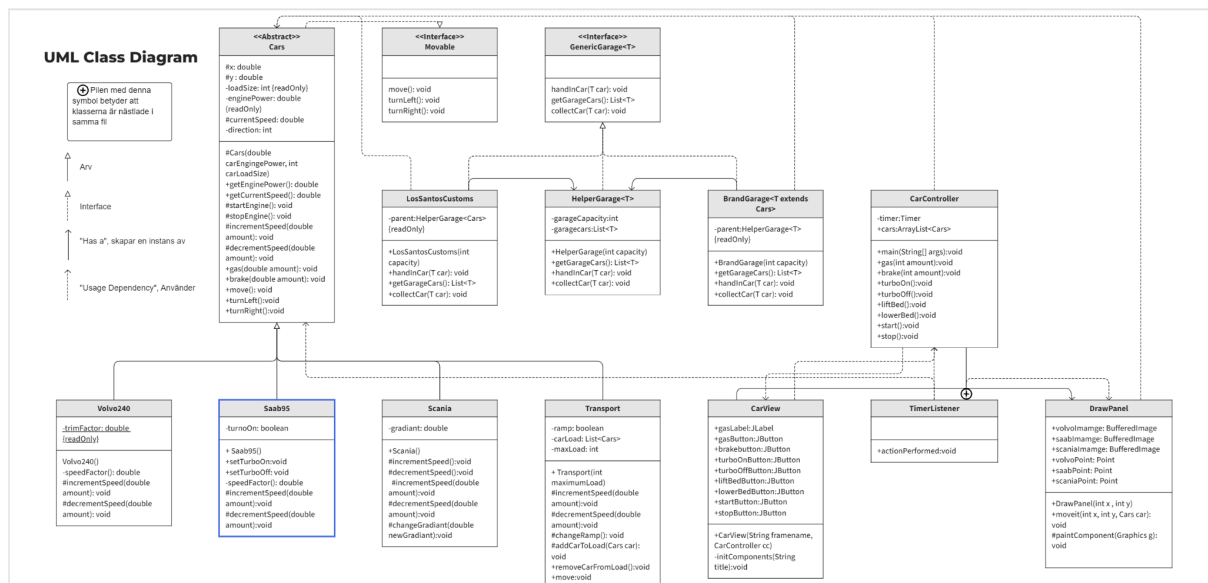 UML Class Diagram
Pilen med denna
symbol betyder att
klasserna är nästlade i
samma fil
Arv
Interface
"Has a", skapar en instans av
"Usage Dependency", Använder
<<Abstract>>
Cars
#x: double
#y : double
-loadSize: int {readOnly}
-enginePower: double
{readOnly}
#currentSpeed: double
-direction: int
#Cars(double
carEngingePower, int
carLoadSize)
+getEnginePower(): double
+getCurrentSpeed(): double
#startEngine(): void
#stopEngine(): void
#incrementSpeed(double
amount): void
#decrementSpeed(double
amount): void
+gas(double amount): void
+brake(double amount): void
+move(): void
+turnLeft():void
+turnRight():void
<<Interface>>
Movable
move(): void
turnLeft(): void
turnRight(): void
<<Interface>>
GenericGarage<T>
handInCar(T car): void
getGarageCars(): List<T>
collectCar(T car): void
LosSantosCustoms
-parent:HelperGarage<Cars>
{readOnly}
+LosSantosCustoms(int
capacity)
+handInCar(T car): void
+getGarageCars(): List<T>
+collectCar(T car): void
HelperGarage<T>
-garageCapacity:int
-garagecars:List<T>
+HelperGarage(int capacity)
+getGarageCars(): List<T>
+handInCar(T car): void
+collectCar(T car): void
BrandGarage<T extends
Cars>
-parent:HelperGarage<T>
{readOnly}
+BrandGarage(int capacity)
+getGarageCars(): List<T>
+handInCar(T car): void
+collectCar(T car): void
CarController
-timer:Timer
+cars:ArrayList<Cars>
+main(String[] args):void
+gas(int amount):void
+brake(int amount):void
+turboOn():void
+turboOff():void
+liftBed():void
+lowerBed():void
+start():void
+stop():void
Volvo240
-trimFactor: double
{readOnly}
Volvo240()
-speedFactor(): double
#incrementSpeed(double
amount): void
#decrementSpeed(double
amount): void
Saab95
-turnoOn: boolean
+ Saab95()
+setTurboOn:void
+setTurboOff: void
-speedFactor(): double
#incrementSpeed(double
amount):void
#decrementSpeed(double
amount):void
Scania
-gradiant: double
+Scania()
#incrementSpeed():void
#decrementSpeed():void
#incrementSpeed(double
amount):void
#decrementSpeed(double
amount):void
#changeGradiant(double
newGradiant):void
Transport
-ramp: boolean
-carLoad: List<Cars>
-maxLoad: int
+ Transport(int
maximumLoad)
#incrementSpeed(double
amount):void
#decrementSpeed(double
amount):void
#changeRamp(): void
#addCarToLoad(Cars car):
void
+removeCarFromLoad():void
+move:void
CarView
+gasLabel:JLabel
+gasButton:JButton
+brakebutton:JButton
+turboOnButton:JButton
+turboOffButton:JButton
+liftBedButton:JButton
+lowerBedButton:JButton
+startButton:JButton
+stopButton:JButton
+CarView(String framename,
CarController cc)
-initComponents(String
title):void
TimerListener
+actionPerformed:void
DrawPanel
+volvoImamge: BufferedImage
+saabImamge: BufferedImage
+scaniaImamge: BufferedImage
+volvoPoint: Point
+saabPoint: Point
+scaniaPoint: Point
+DrawPanel(int x , int y)
+moveit(int x, int y, Cars car):
void
#paintComponent(Graphics g):
void